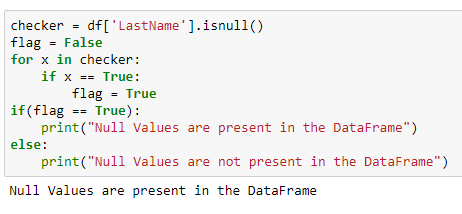 checker = df['LastName'].isnull()
flag = False
for x in checker:
    if x == True:
        flag = True
if(flag == True):
    print("Null Values are present in the DataFrame")
else:
    print("Null Values are not present in the DataFrame")
Null Values are present in the DataFrame